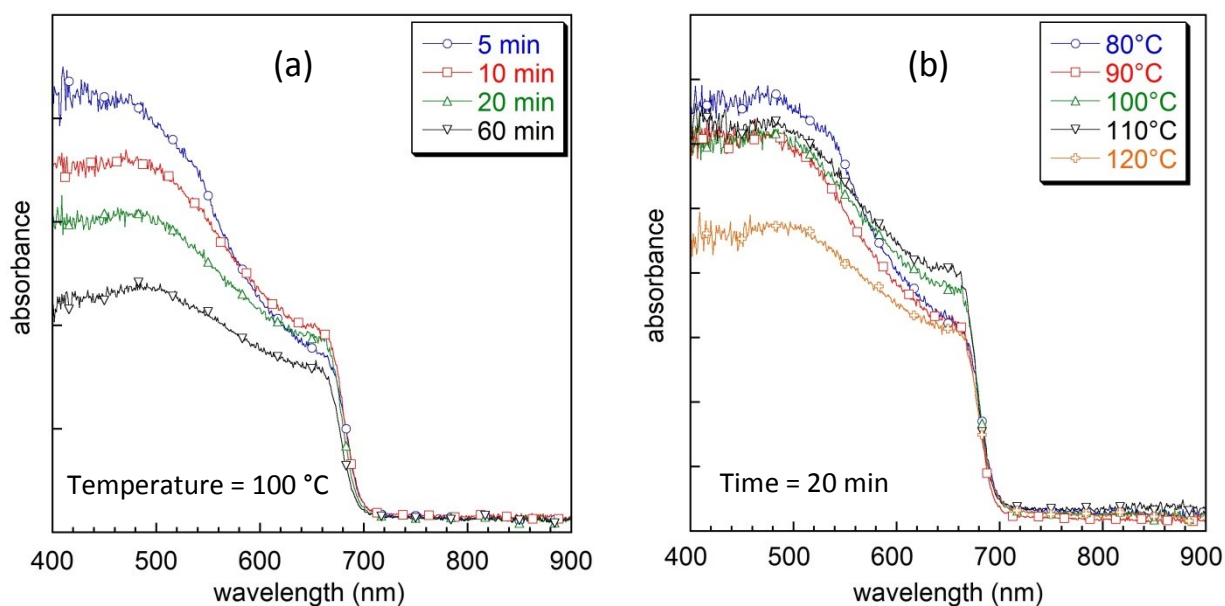 (a)
5 min
10 min
20 min
60 min
absorbance
Temperature = 100 °C
400 500 600 700 800 900
wavelength (nm)
(b)
80°C
90°C
100°C
110°C
120°C
absorbance
Time = 20 min
400 500 600 700 800 900
wavelength (nm)